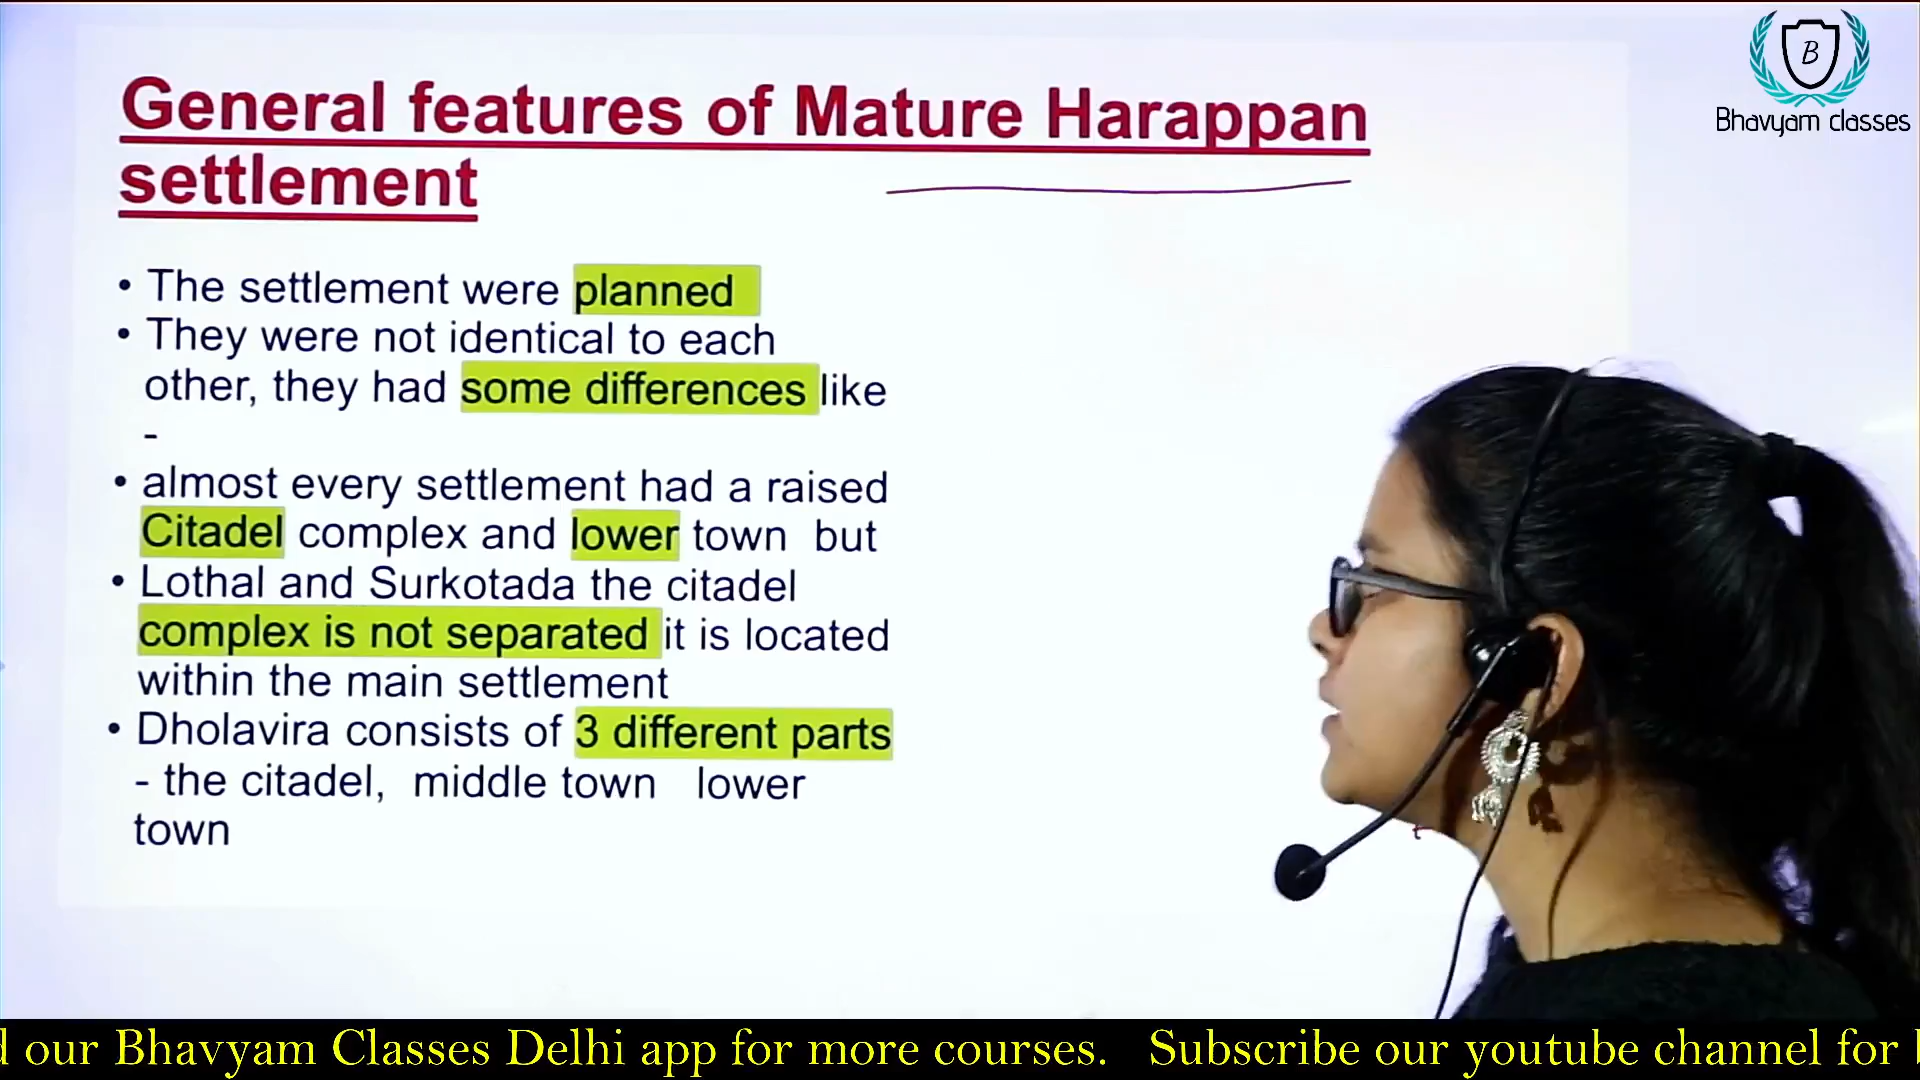 B
Bhavyam classes
General features of Mature Harappan
settlement
• The settlement were planned
• They were not identical to each
other, they had some differences like
-
• almost every settlement had a raised
Citadel complex and lower town but
• Lothal and Surkotada the citadel
complex is not separated it is located
within the main settlement
• Dholavira consists of 3 different parts
- the citadel, middle town lower
town
our Bhavyam Classes Delhi app for more courses. Subscribe our youtube channel for